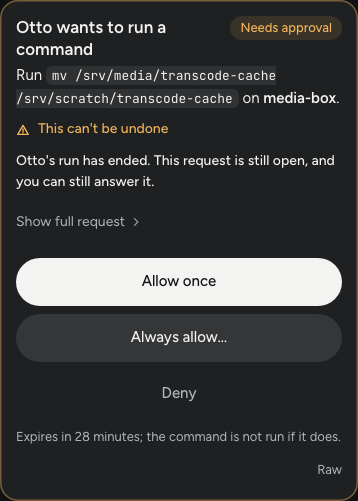 Otto wants to run a
command
Needs approval
Run mv /srv/media/transcode-cache
/srv/scratch/transcode-cache on media-box.
This can't be undone
Otto's run has ended. This request is still open, and
you can still answer it.
Show full request
Allow once
Always allow...
Deny
Expires in 28 minutes; the command is not run if it does.
Raw